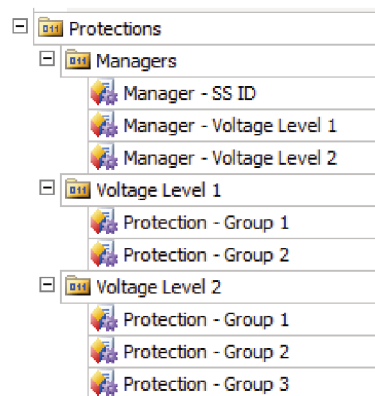 Protections
Managers
Manager - SS ID
Manager - Voltage Level 1
Manager - Voltage Level 2
Voltage Level 1
Protection - Group 1
Protection - Group 2
Voltage Level 2
Protection - Group 1
Protection - Group 2
Protection - Group 3